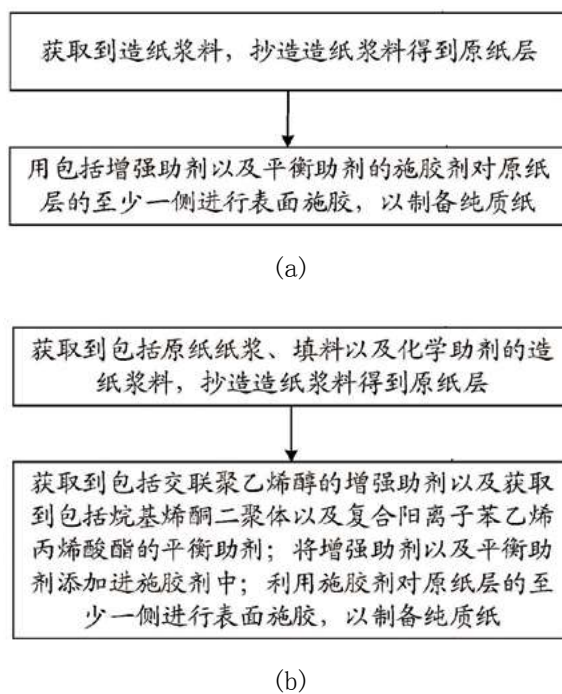 获取到造纸浆料，抄造造纸浆料得到原纸层
用包括增强助剂以及平衡助剂的施胶剂对原纸
层的至少一侧进行表面施胶，以制备纯质纸
(a)
获取到包括原纸纸浆、填料以及化学助剂的造
纸浆料，抄造造纸浆料得到原纸层
获取到包括交联聚乙烯醇的增强助剂以及获取
到包括烷基烯酮二聚体以及复合阳离子苯乙烯
丙烯酸酯的平衡助剂；将增强助剂以及平衡助
剂添加进施胶剂中；利用施胶剂对原纸层的至
少一侧进行表面施胶，以制备纯质纸
(b)